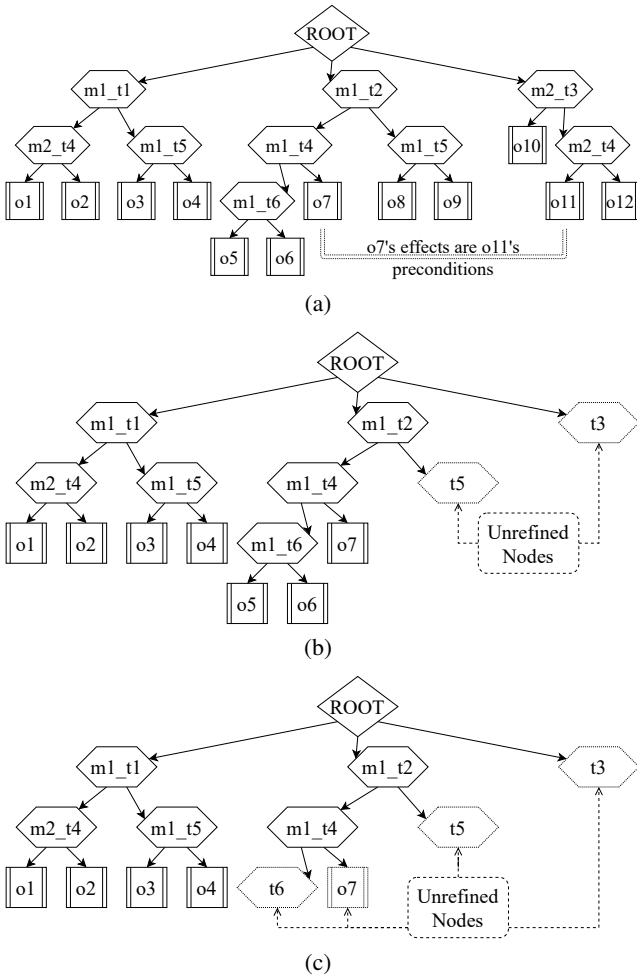 ROOT
m1_t1
m1_t2
m2_t3
m2_t4
m1_t5
m1_t4
m1_t5
o10
m2_t4
o1
o2
o3
o4
m1_t6
o7
o8
o9
o11
o12
o5
o6
o7's effects are o11's
preconditions
(a)
ROOT
m1_t1
m1_t2
t3
m2_t4
m1_t5
m1_t4
t5
o1
o2
o3
o4
m1_t6
o7
Unrefined
Nodes
o5
o6
(b)
ROOT
m1_t1
m1_t2
t3
m2_t4
m1_t5
m1_t4
t5
o1
o2
o3
o4
t6
o7
Unrefined
Nodes
(c)